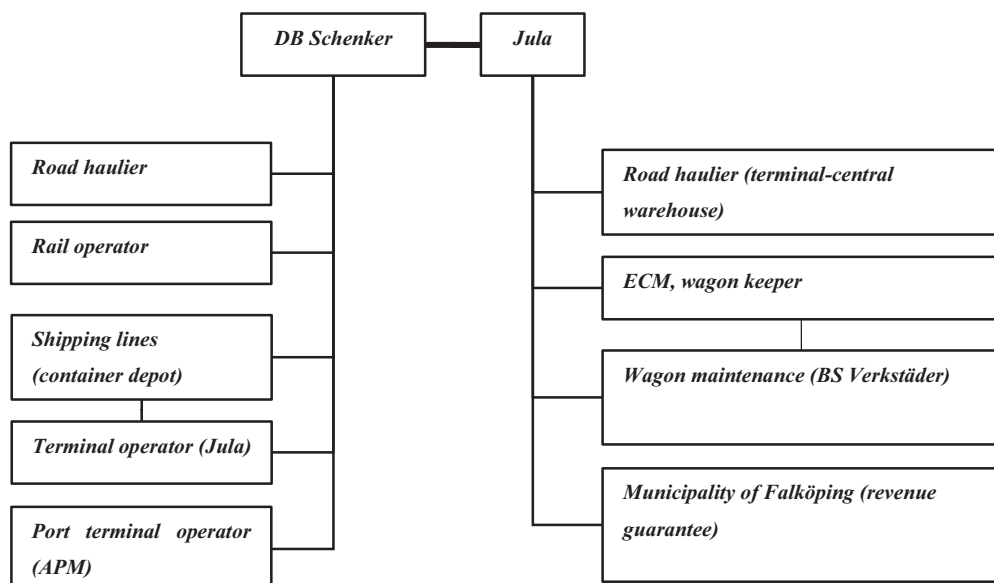 DB Schenker
Jula
Road haulier
Rail operator
Shipping lines
(container depot)
Terminal operator (Jula)
Port terminal operator
(APM)
Road haulier (terminal-central
warehouse)
ECM, wagon keeper
Wagon maintenance (BS Verkstäder)
Municipality of Falköping (revenue
guarantee)